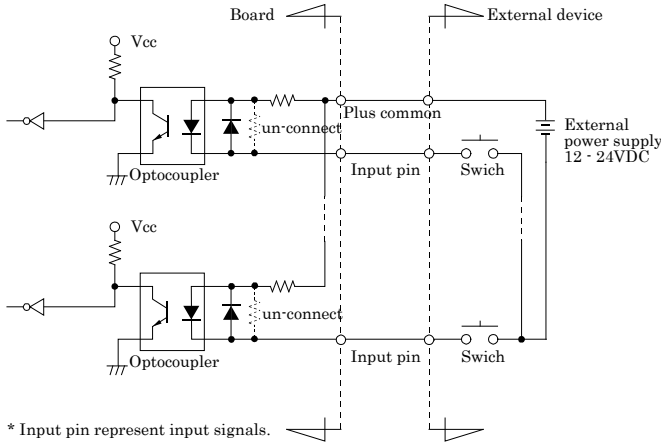 Board
External device
Vcc
Plus common
un-connect
External
power supply
12 - 24VDC
Optocoupler
Input pin
Swich
Vcc
un-connect
Optocoupler
Input pin
Swich
* Input pin represent input signals.